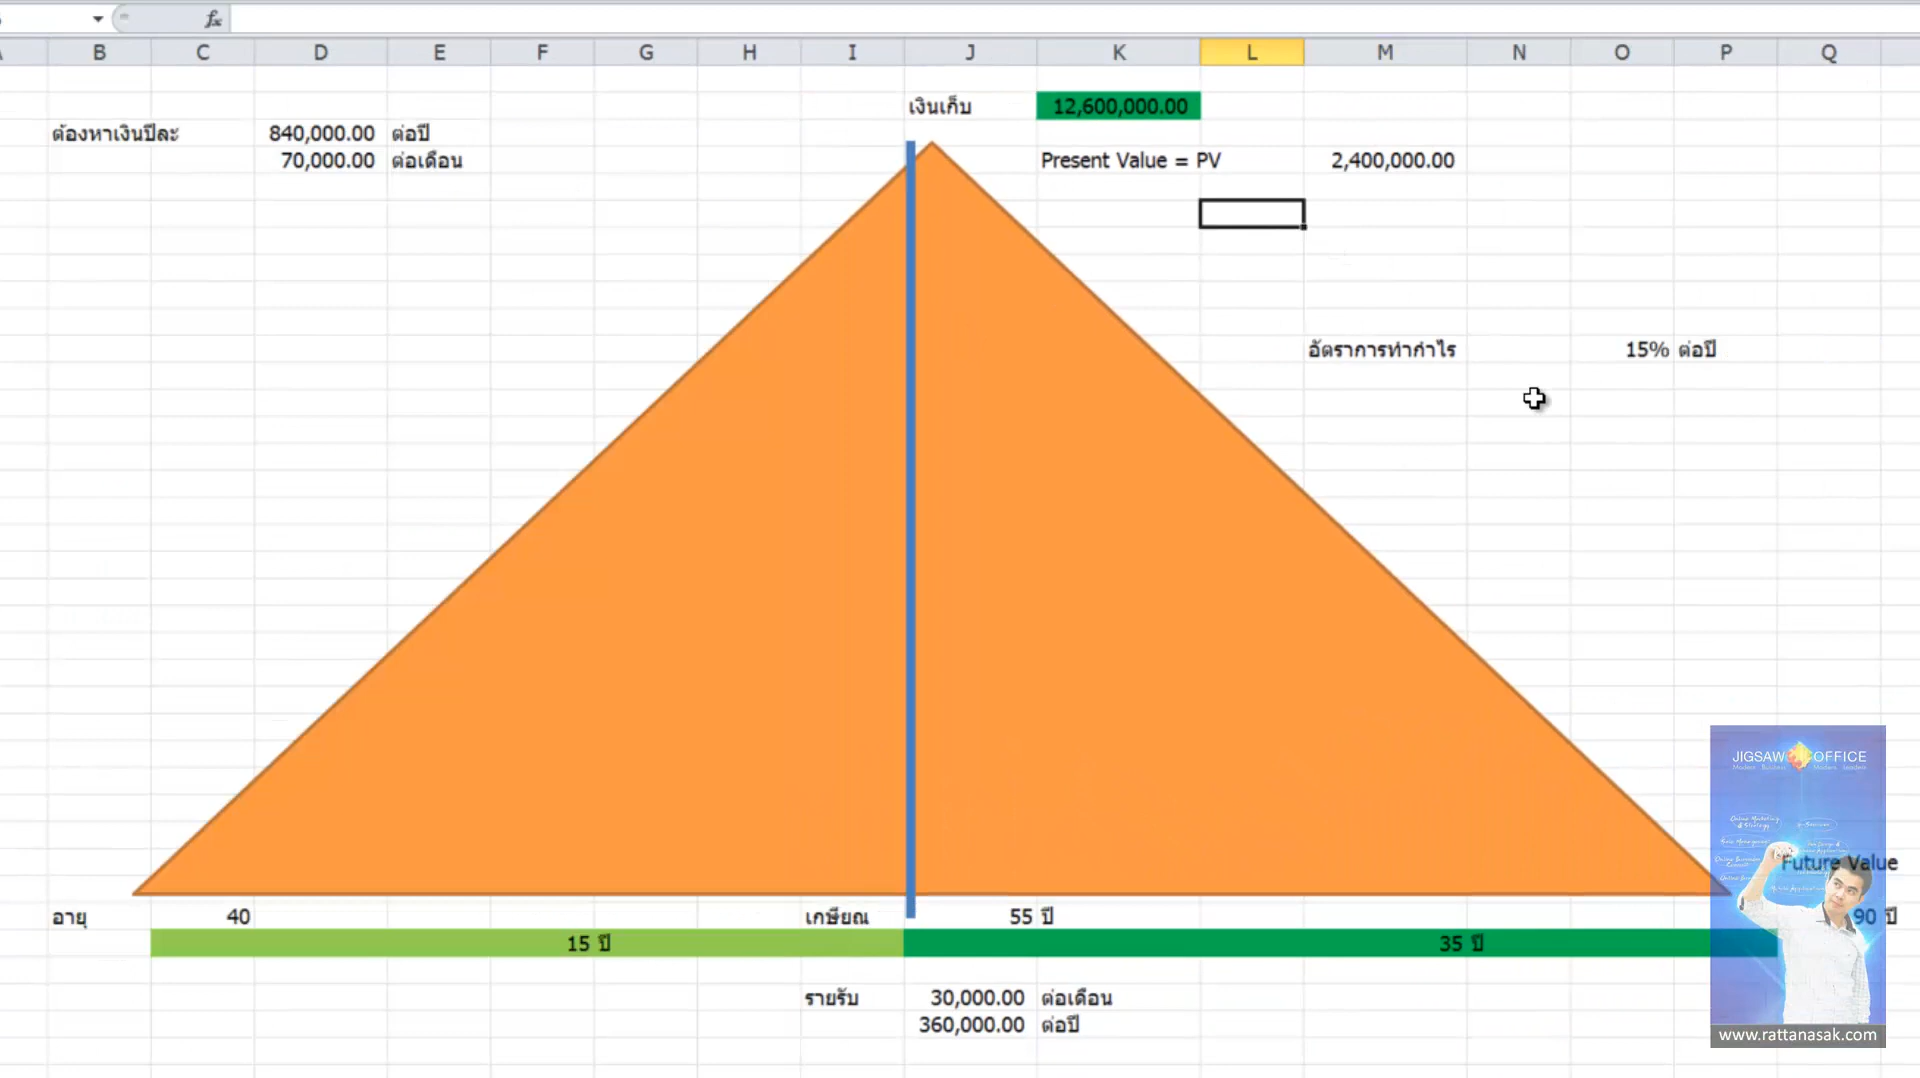 fx
B C D E F G H I J K L M N O P Q
เงินเก็บ 12,600,000.00
ต้องหาเงินปีละ 840,000.00 ต่อปี
70,000.00 ต่อเดือน
Present Value = PV 2,400,000.00
อัตราการทำกำไร 15% ต่อปี
JIGSAW OFFICE
Future Value
อายุ 40 เกษียณ 55 ปี 90 ปี
15 ปี 35 ปี
รายรับ 30,000.00 ต่อเดือน
360,000.00 ต่อปี
www.rattanasak.com